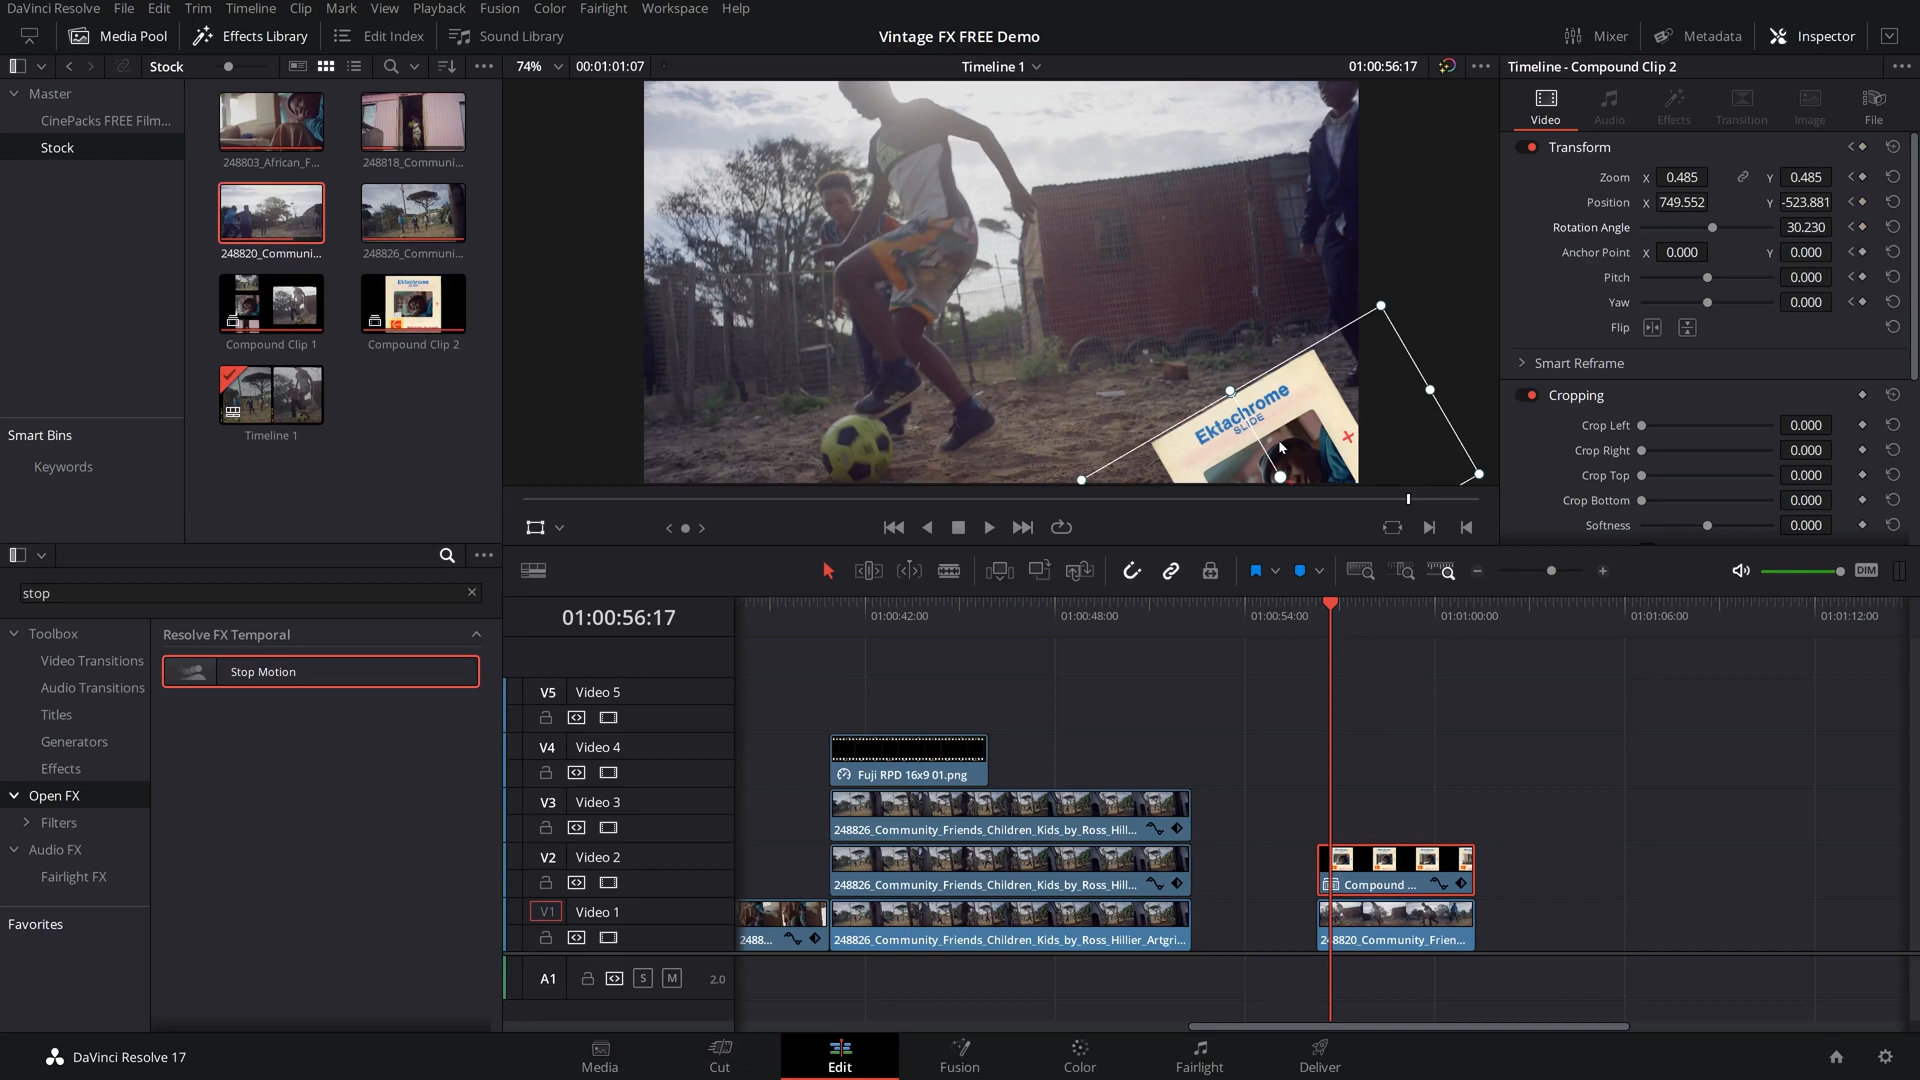 DaVinci Resolve File Edit Trim Timeline Clip Mark View Playback Fusion Color Fairlight Workspace Help
Media Pool Effects Library Edit Index Sound Library Vintage FX FREE Demo Mixer Metadata Inspector
Stock 74% 00:01:01:07 Timeline 1 01:00:56:17 Timeline - Compound Clip 2
Master
CinePacks FREE Film...
Stock
248803_African_F...
248818_Communi...
248820_Communi...
248826_Communi...
Compound Clip 1
Compound Clip 2
Timeline 1
Smart Bins
Keywords
Ektachrome
SLIDE
Video Audio Effects Transition Image File
Transform
Zoom X 0.485 Y 0.485
Position X 749.552 Y -523.881
Rotation Angle 30.230
Anchor Point X 0.000 Y 0.000
Pitch 0.000
Yaw 0.000
Flip
Smart Reframe
Cropping
Crop Left 0.000
Crop Right 0.000
Crop Top 0.000
Crop Bottom 0.000
Softness 0.000
stop
Toolbox
Video Transitions
Audio Transitions
Titles
Generators
Effects
Open FX
Filters
Audio FX
Fairlight FX
Favorites
Resolve FX Temporal
Stop Motion
DIM
01:00:56:17
01:00:42:00 01:00:48:00 01:00:54:00 01:01:00:00 01:01:06:00 01:01:12:00
V5 Video 5
V4 Video 4
Fuji RPD 16x9 01.png
V3 Video 3
248826_Community_Friends_Children_Kids_by_Ross_Hill...
V2 Video 2
248826_Community_Friends_Children_Kids_by_Ross_Hill...
Compound ...
V1 Video 1
2488...
248826_Community_Friends_Children_Kids_by_Ross_Hillier_Artgri...
248820_Community_Frien...
A1 S M 2.0
DaVinci Resolve 17
Media Cut Edit Fusion Color Fairlight Deliver